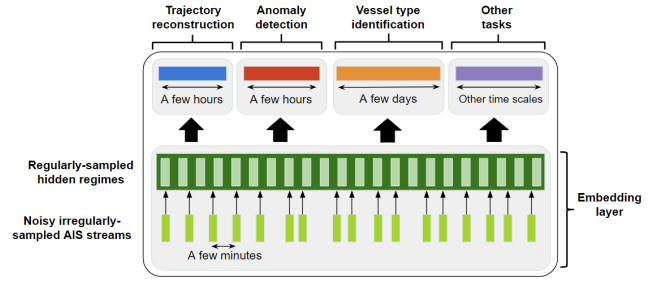 Trajectory
reconstruction
Anomaly
detection
Vessel type
identification
Other
tasks
A few hours
A few hours
A few days
Other time scales
Regularly-sampled
hidden regimes
Embedding
layer
Noisy irregularly-
sampled AIS streams
A few minutes